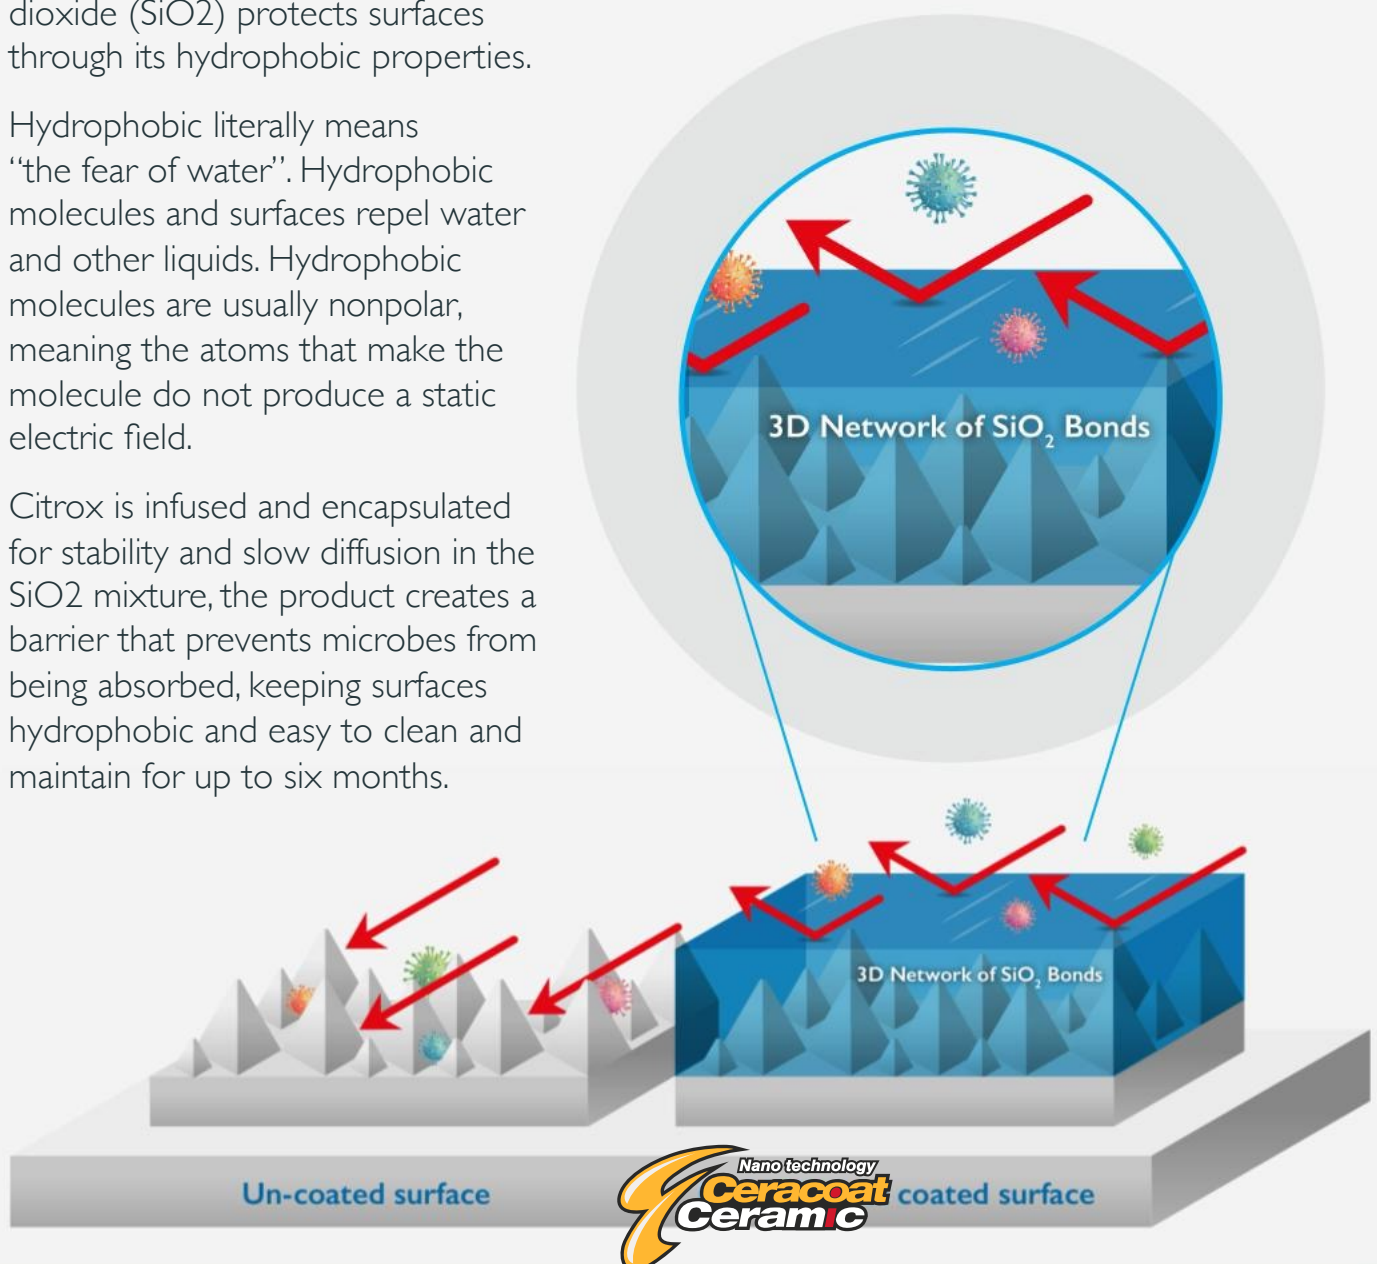 dioxide (SiO2) protects surfaces
through its hydrophobic properties.
Hydrophobic literally means
“the fear of water”. Hydrophobic
molecules and surfaces repel water
and other liquids. Hydrophobic
molecules are usually nonpolar,
meaning the atoms that make the
molecule do not produce a static
electric field.
Citrox is infused and encapsulated
for stability and slow diffusion in the
SiO2 mixture, the product creates a
barrier that prevents microbes from
being absorbed, keeping surfaces
hydrophobic and easy to clean and
maintain for up to six months.
3D Network of SiO₂ Bonds
3D Network of SiO₂ Bonds
Un-coated surface
Nano technology
Ceracoat
Ceramic
coated surface